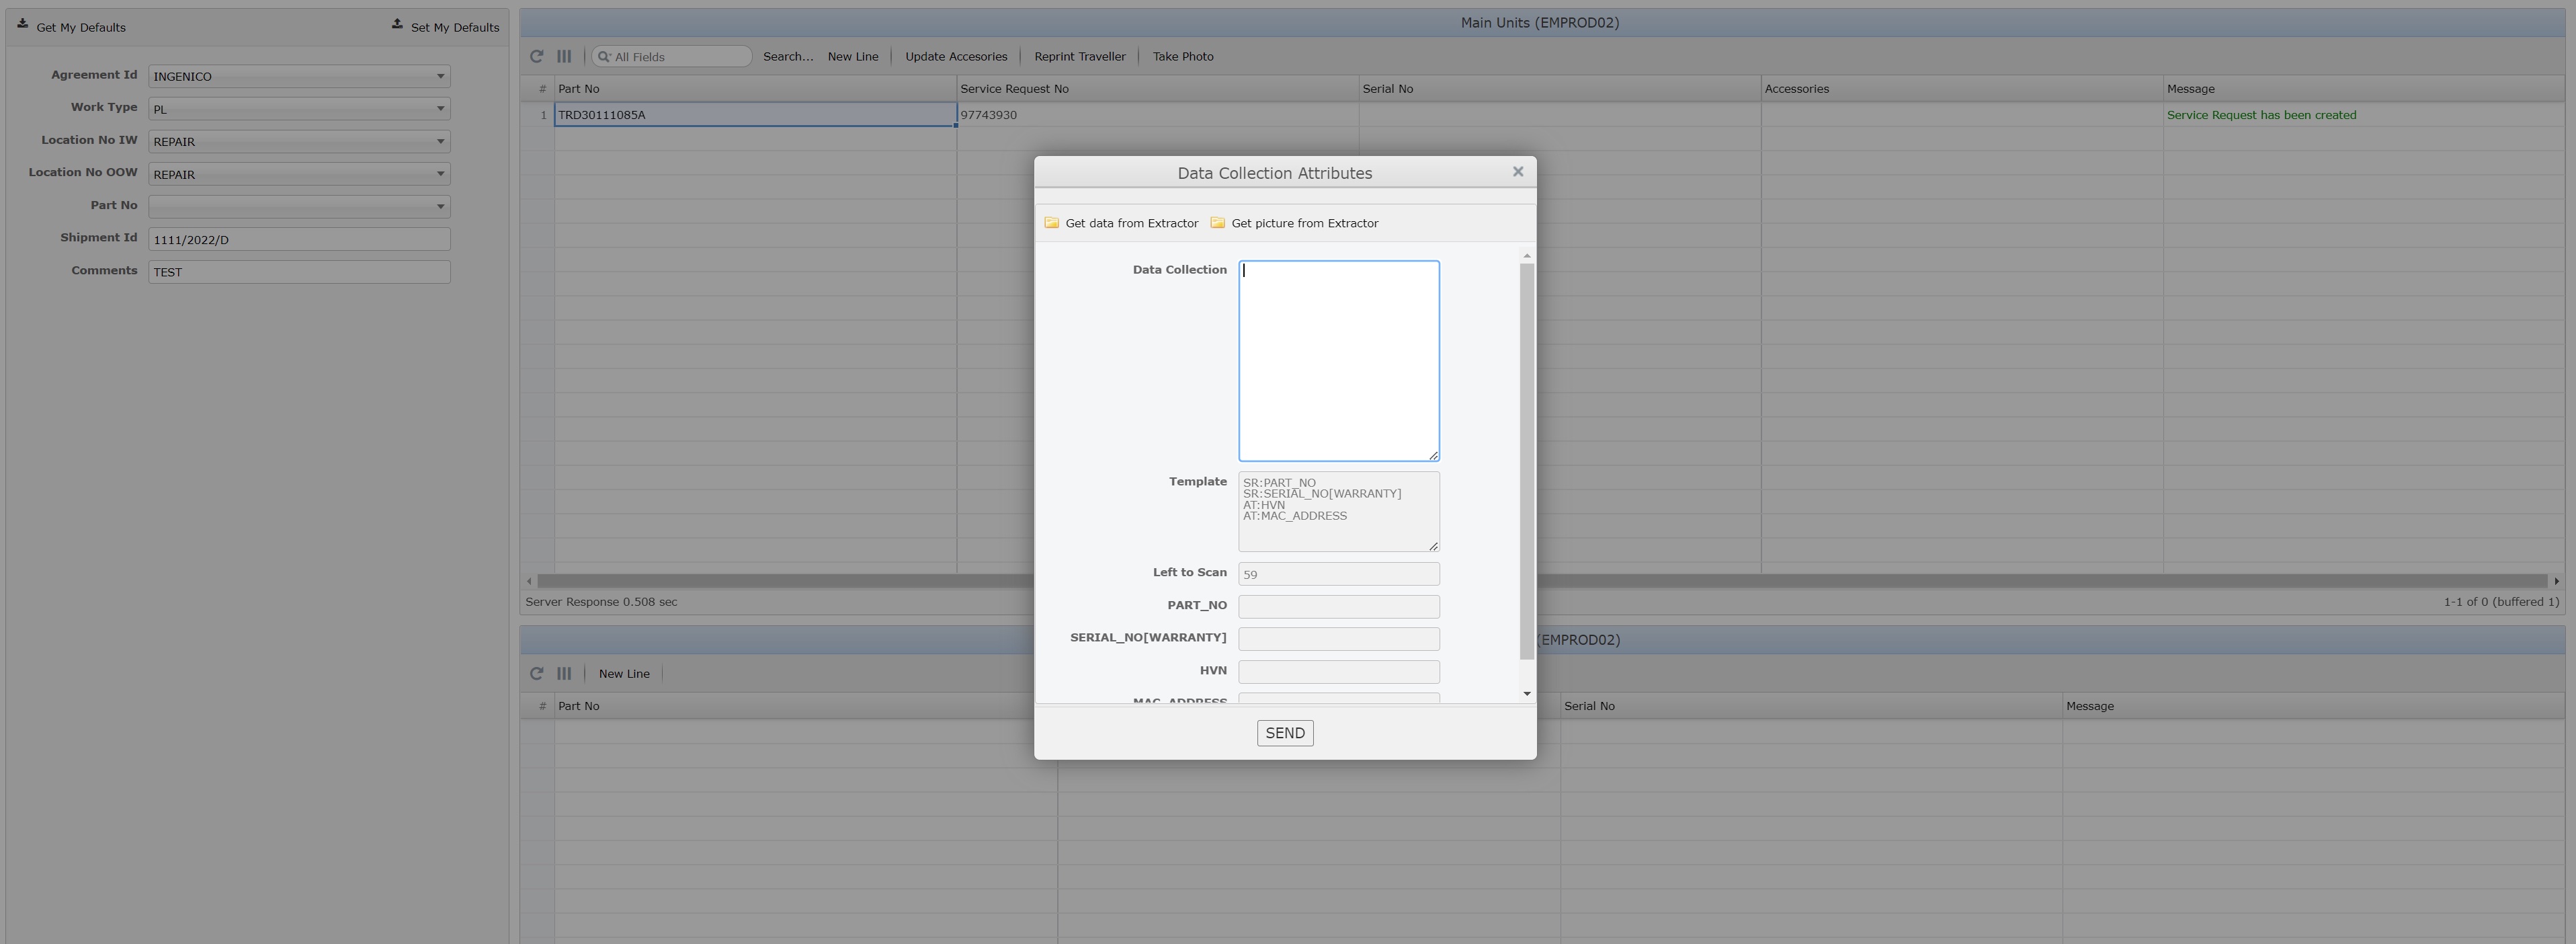 Get My Defaults
Set My Defaults
Agreement Id INGENICO
Work Type PL
Location No IW REPAIR
Location No OOW REPAIR
Part No
Shipment Id 1111/2022/D
Comments TEST
Main Units (EMPROD02)
All Fields Search... New Line Update Accesories Reprint Traveller Take Photo
# Part No Service Request No Serial No Accessories Message
1 TRD30111085A 97743930 Service Request has been created
Server Response 0.508 sec
1-1 of 0 (buffered 1)
(EMPROD02)
New Line
# Part No Serial No Message
Data Collection Attributes
Get data from Extractor Get picture from Extractor
Data Collection
Template
SR:PART_NO
SR:SERIAL_NO[WARRANTY]
AT:HVN
AT:MAC_ADDRESS
Left to Scan 59
PART_NO
SERIAL_NO[WARRANTY]
HVN
MAC_ADDRESS
SEND